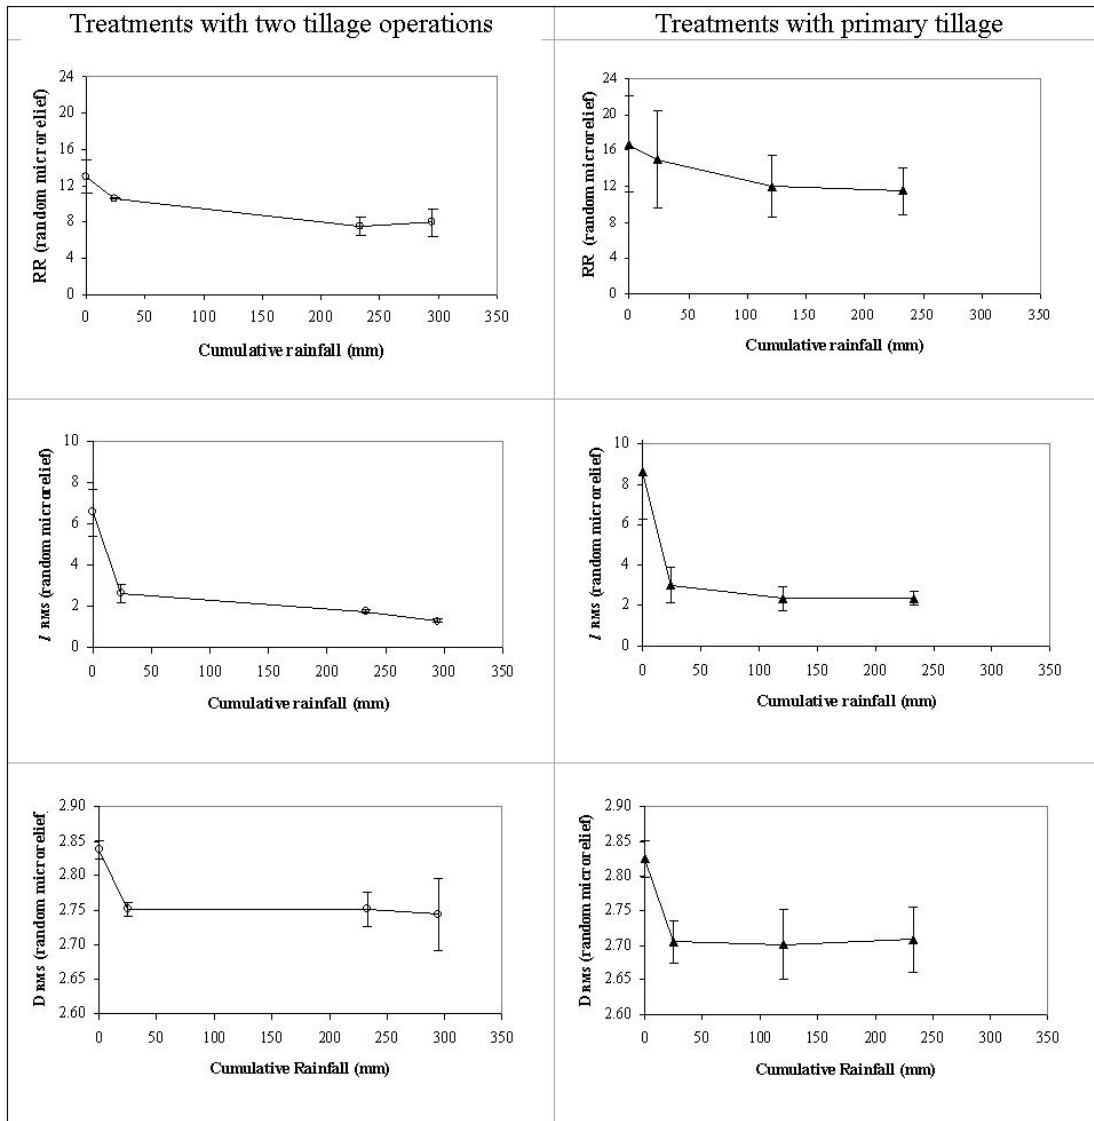 Treatments with two tillage operations
Treatments with primary tillage
RR (random microrelief)
24
20
16
12
8
4
0
0 50 100 150 200 250 300 350
Cumulative rainfall (mm)
RR (random microrelief)
24
20
16
12
8
4
0
0 50 100 150 200 250 300 350
Cumulative rainfall (mm)
l RMS (random microrelief)
10
8
6
4
2
0
0 50 100 150 200 250 300 350
Cumulative rainfall (mm)
l RMS (random microrelief)
10
8
6
4
2
0
0 50 100 150 200 250 300 350
Cumulative rainfall (mm)
D RMS (random microrelief
2.90
2.85
2.80
2.75
2.70
2.65
2.60
0 50 100 150 200 250 300 350
Cumulative Rainfall (mm)
D RMS (random microrelief)
2.90
2.85
2.80
2.75
2.70
2.65
2.60
0 50 100 150 200 250 300 350
Cumulative Rainfall (mm)